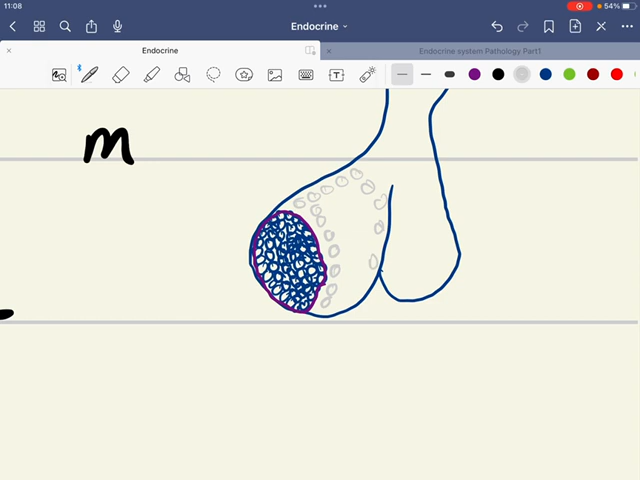 11:08
54%
Endocrine
Endocrine
Endocrine system Pathology Part1
T
m